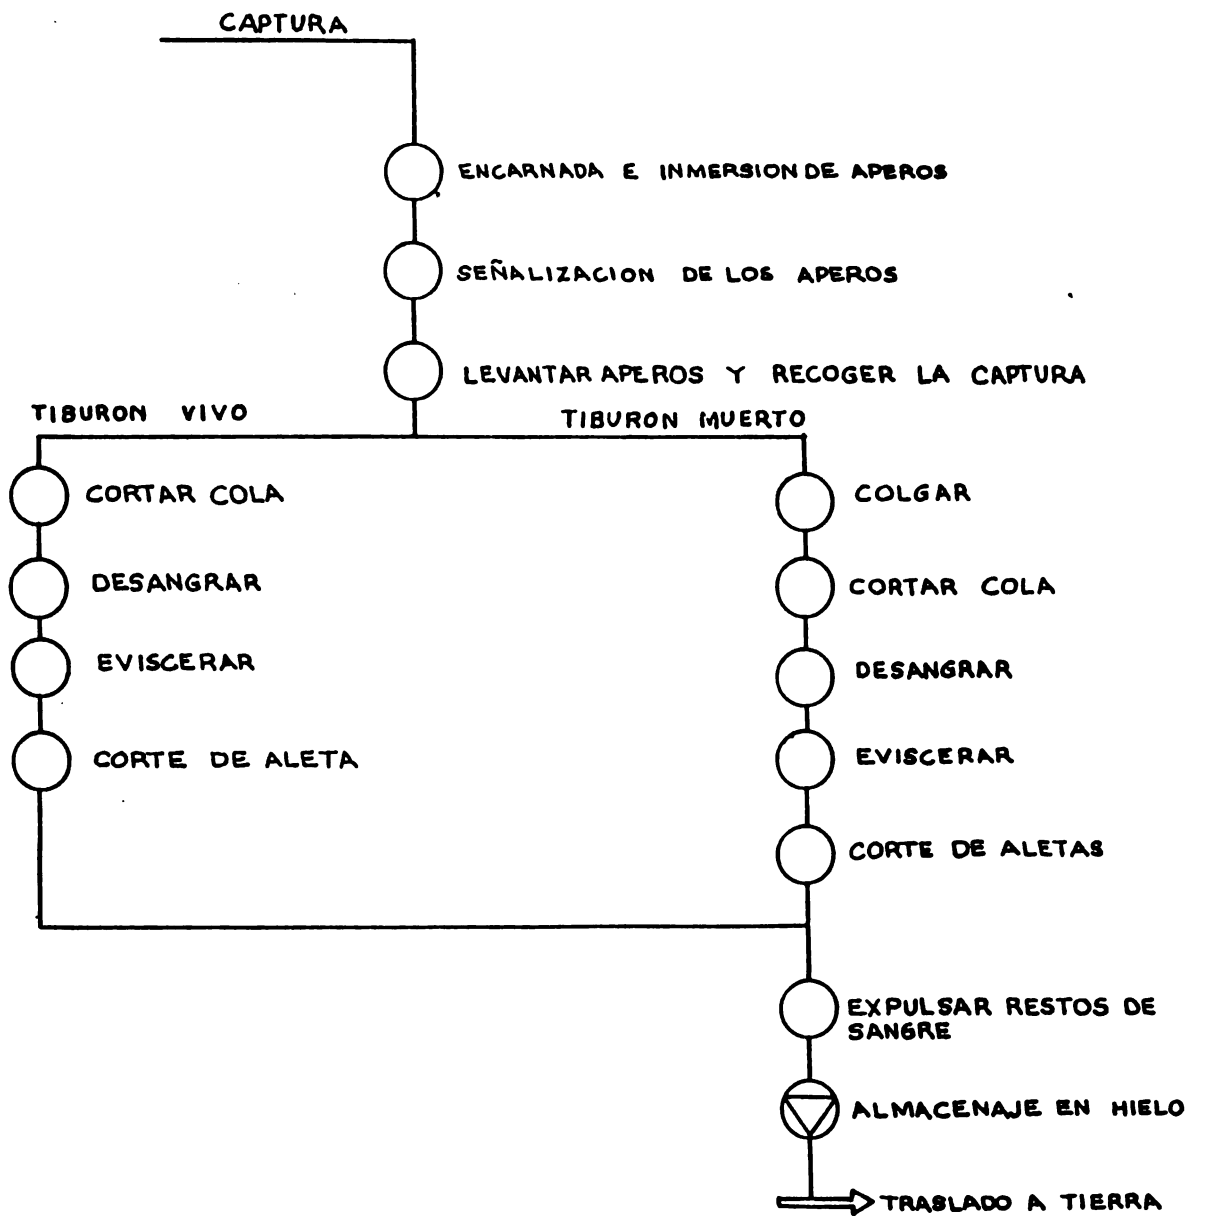 CAPTURA
ENCARNADA E INMERSION DE APEROS
SEÑALIZACION DE LOS APEROS
LEVANTAR APEROS Y RECOGER LA CAPTURA
TIBURON VIVO
CORTAR COLA
DESANGRAR
EVISCERAR
CORTE DE ALETA
TIBURON MUERTO
COLGAR
CORTAR COLA
DESANGRAR
EVISCERAR
CORTE DE ALETAS
EXPULSAR RESTOS DE
SANGRE
ALMACENAJE EN HIELO
TRASLADO A TIERRA